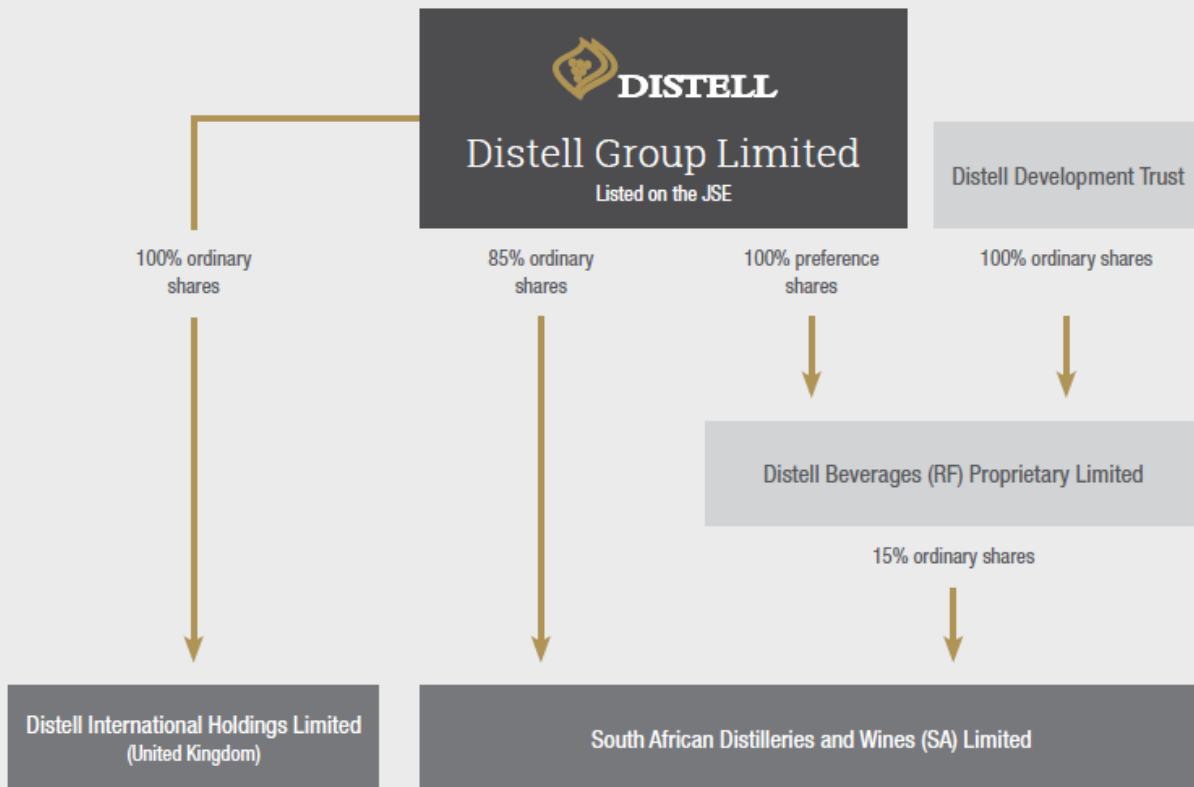 DISTELL
Distell Group Limited
Listed on the JSE
Distell Development Trust
100% ordinary
shares
85% ordinary
shares
100% preference
shares
100% ordinary shares
Distell Beverages (RF) Proprietary Limited
15% ordinary shares
Distell International Holdings Limited
(United Kingdom)
South African Distilleries and Wines (SA) Limited